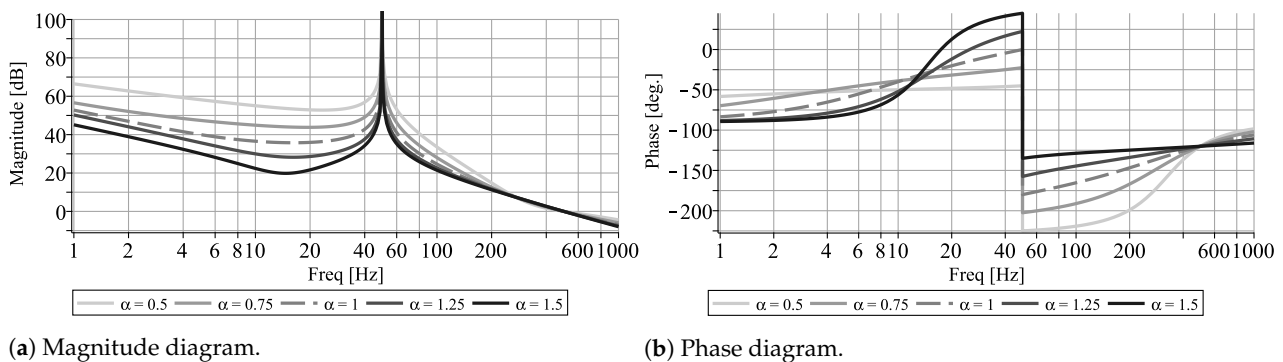 100
80
60
40
20
0
Magnitude [dB]
1 2 4 6 8 10 20 40 60 100 200 600 1000
Freq [Hz]
α = 0.5 α = 0.75 α = 1 α = 1.25 α = 1.5
(a) Magnitude diagram.
0
−50
−100
−150
−200
Phase [deg.]
1 2 4 6 8 10 20 40 60 100 200 400 600 1000
Freq [Hz]
α = 0.5 α = 0.75 α = 1 α = 1.25 α = 1.5
(b) Phase diagram.